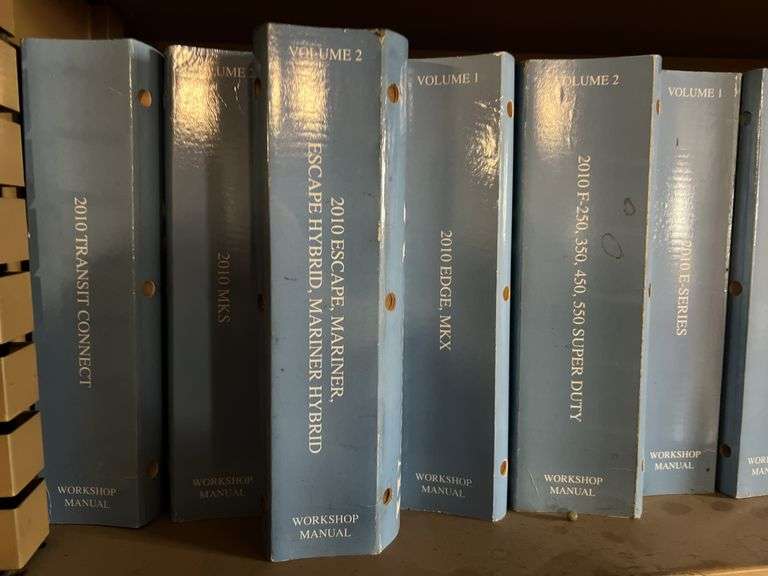 2010 TRANSIT CONNECT
WORKSHOP
MANUAL
VOLUME 2
2010 MKS
WORKSHOP
MANUAL
VOLUME 2
2010 ESCAPE, MARINER,
ESCAPE HYBRID, MARINER HYBRID
WORKSHOP
MANUAL
VOLUME 1
2010 EDGE, MKX
WORKSHOP
MANUAL
VOLUME 2
2010 F-250, 350, 450, 550 SUPER DUTY
WORKSHOP
MANUAL
VOLUME 1
2010 E-SERIES
WORKSHOP
MANUAL